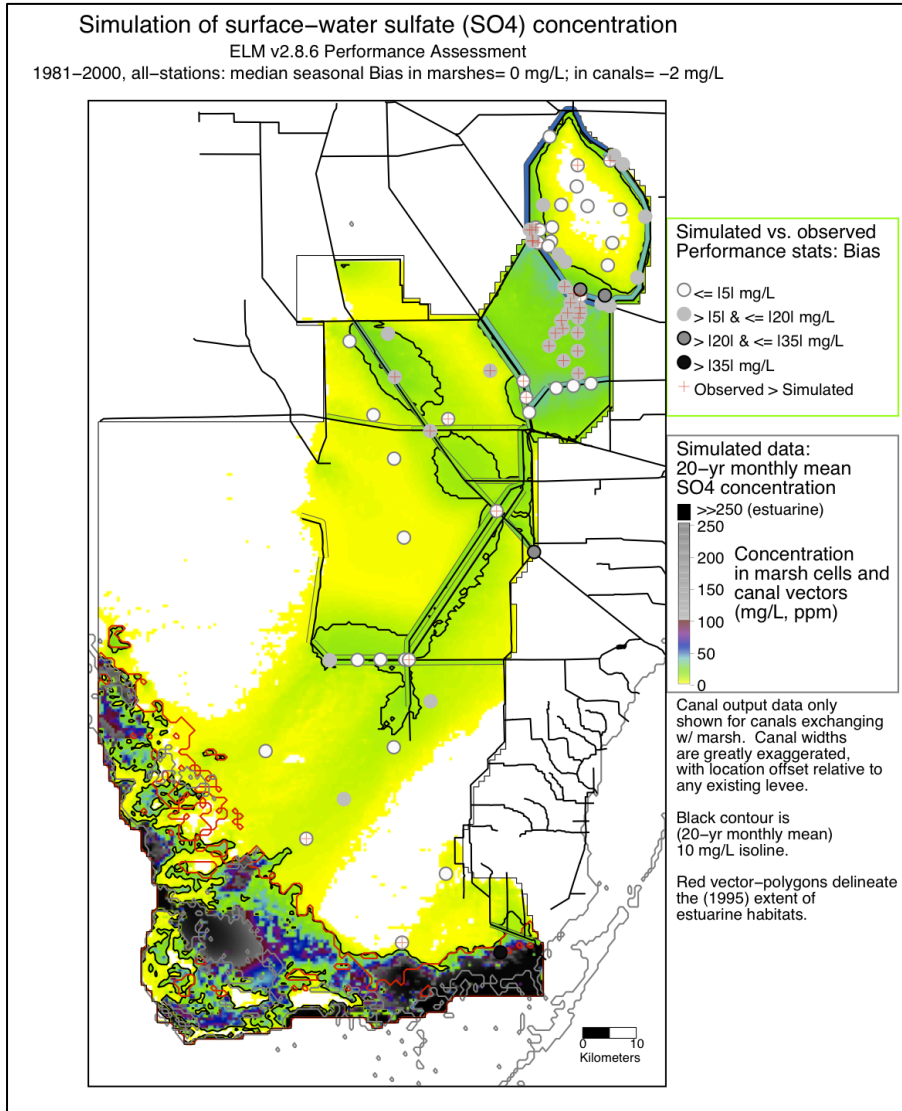 Simulation of surface−water sulfate (SO4) concentration
ELM v2.8.6 Performance Assessment
1981−2000, all−stations: median seasonal Bias in marshes= 0 mg/L; in canals= −2 mg/L
Simulated vs. observed
Performance stats: Bias
<= |5| mg/L
> |5| & <= |20| mg/L
> |20| & <= |35| mg/L
> |35| mg/L
Observed > Simulated
Simulated data:
20−yr monthly mean
SO4 concentration
>>250 (estuarine)
250
200
150
100
50
0
Concentration
in marsh cells and
canal vectors
(mg/L, ppm)
Canal output data only
shown for canals exchanging
w/ marsh.  Canal widths
are greatly exaggerated,
with location offset relative to
any existing levee.
Black contour is
(20−yr monthly mean)
10 mg/L isoline.
Red vector−polygons delineate
the (1995) extent of
estuarine habitats.
0 10
Kilometers